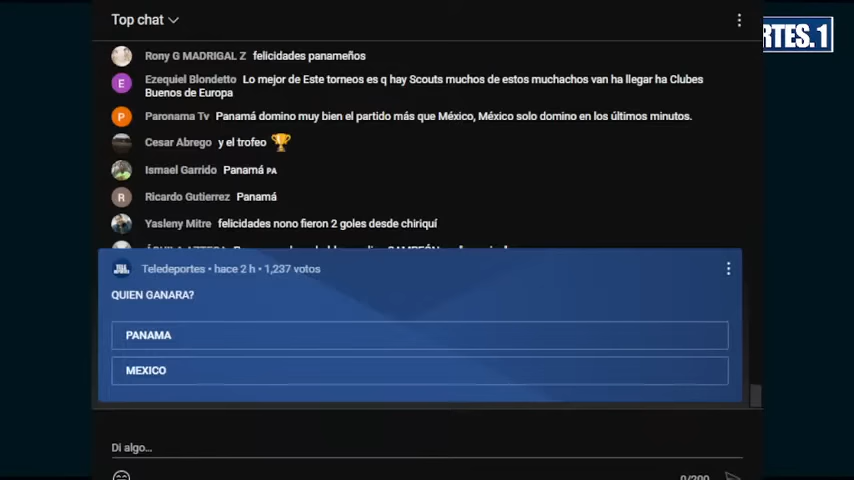 Top chat
RTES.1
Rony G MADRIGAL Z felicidades panameños
E Ezequiel Blondetto Lo mejor de Este torneos es q hay Scouts muchos de estos muchachos van ha llegar ha Clubes
Buenos de Europa
P Paronama Tv Panamá domino muy bien el partido más que México, México solo domino en los últimos minutos.
Cesar Abrego y el trofeo
Ismael Garrido Panamá PA
R Ricardo Gutierrez Panamá
Yasleny Mitre felicidades nono fieron 2 goles desde chiriquí
Teledeportes • hace 2 h • 1,237 votos
QUIEN GANARA?
PANAMA
MEXICO
Di algo...
0/200